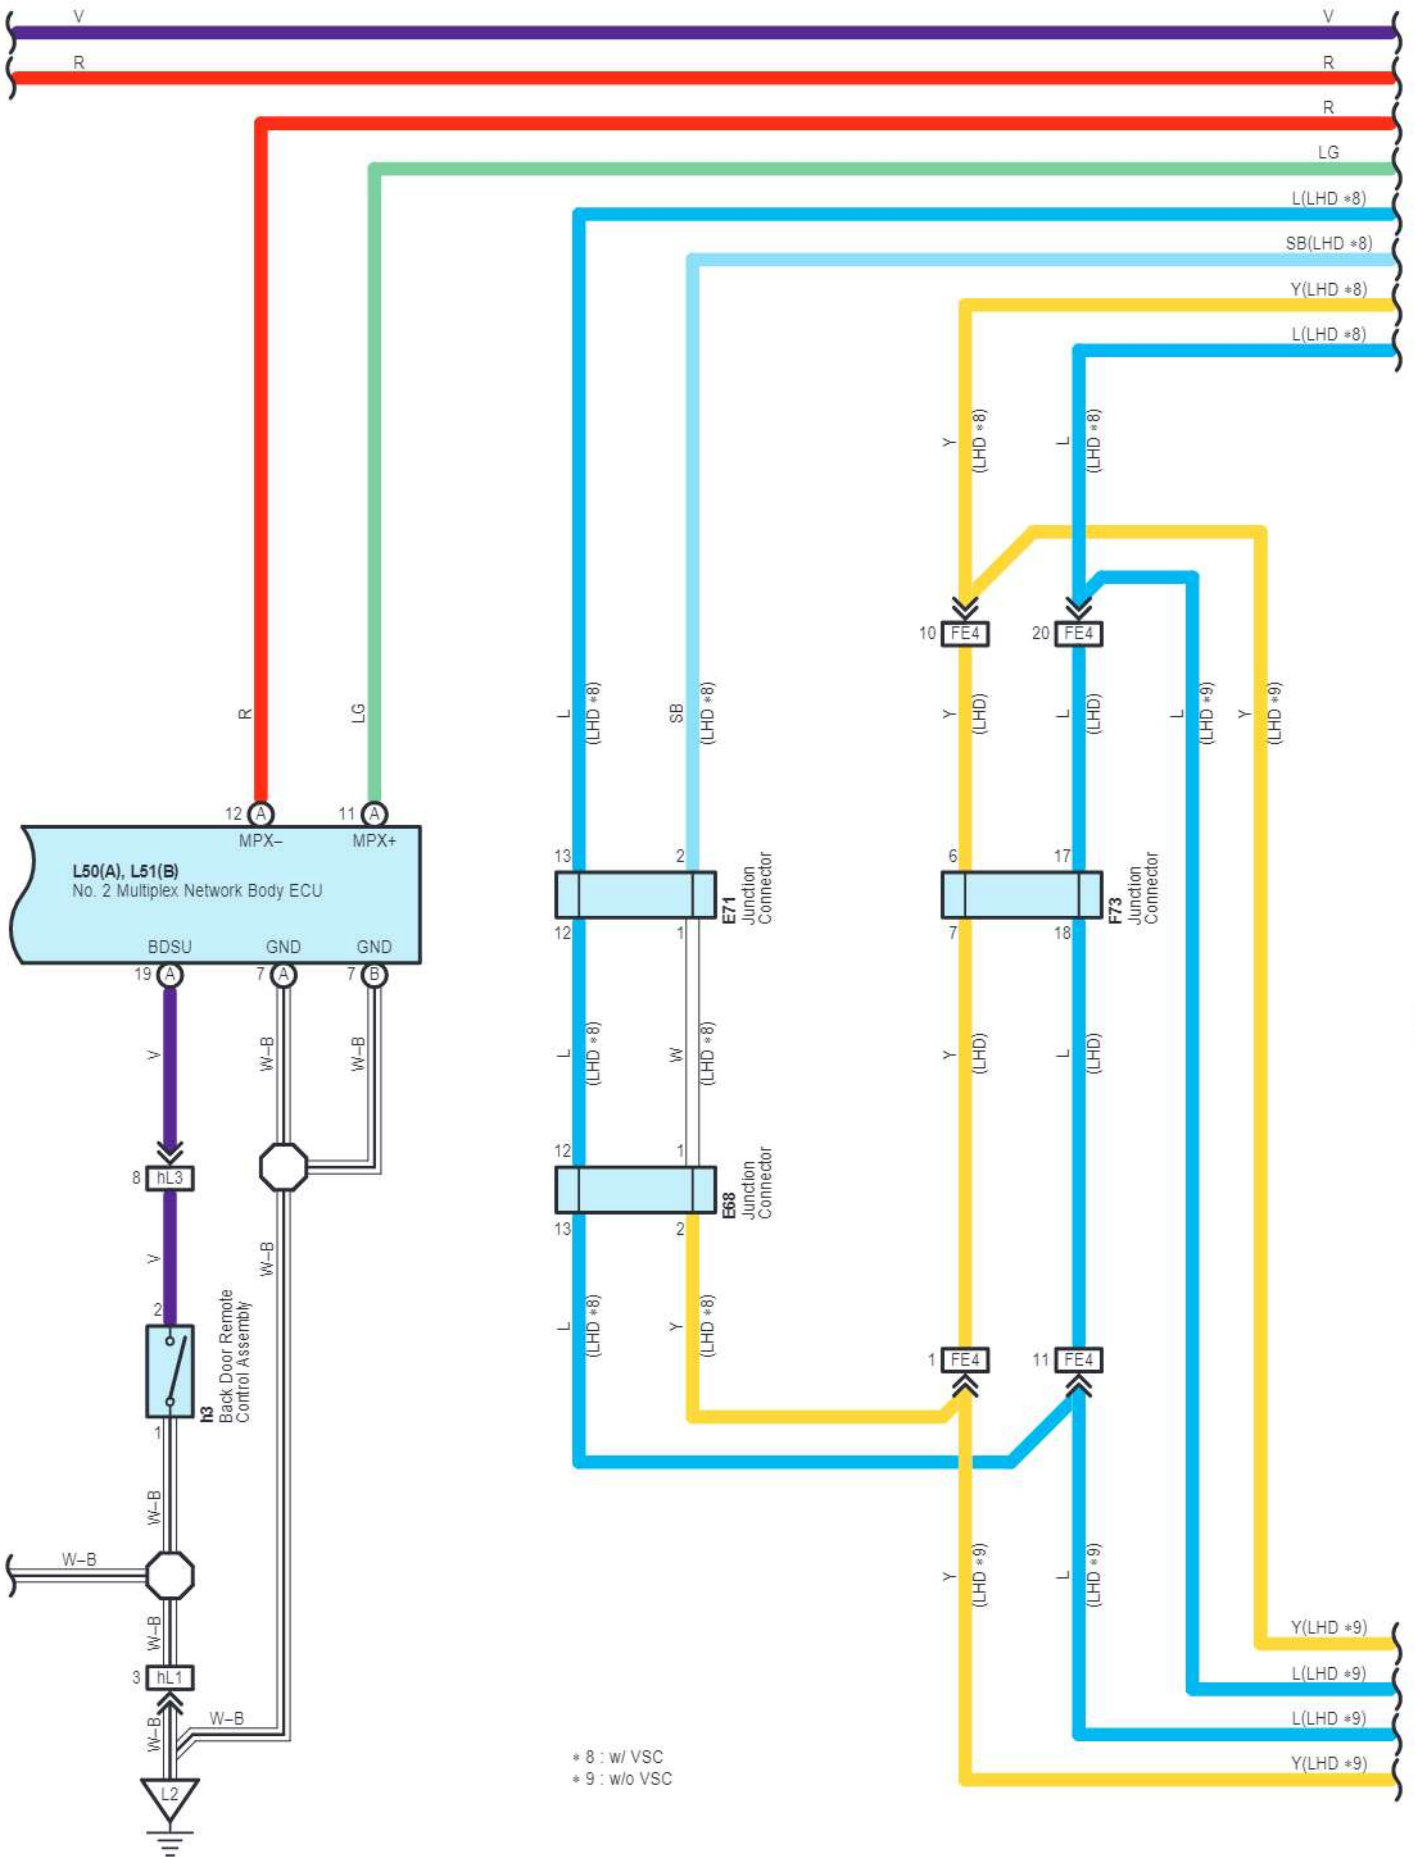 V V
R R
R
LG
L(LHD *8)
SB(LHD *8)
Y(LHD *8)
L(LHD *8)
Y (LHD *8) L (LHD *8)
10 FE4 20 FE4
R LG L (LHD *8) SB (LHD *8) Y (LHD) L (LHD) L (LHD *9) Y (LHD *9)
12 A 11 A
MPX– MPX+
L50(A), L51(B)
No. 2 Multiplex Network Body ECU
BDSU GND GND
19 A 7 A 7 B
13 2
E71
Junction
Connector
12 1
6 17
F73
Junction
Connector
7 18
V W–B W–B L (LHD *8) W (LHD *8) Y (LHD) L (LHD)
8 hL3
12 1
E68
Junction
Connector
13 2
V W–B
2
h3
Back Door Remote
Control Assembly
1
L (LHD *8) Y (LHD *8)
1 FE4 11 FE4
W–B
W–B
W–B
3 hL1
W–B W–B
L2
Y (LHD *9) L (LHD *9)
Y(LHD *9)
L(LHD *9)
L(LHD *9)
Y(LHD *9)
* 8 : w/ VSC
* 9 : w/o VSC